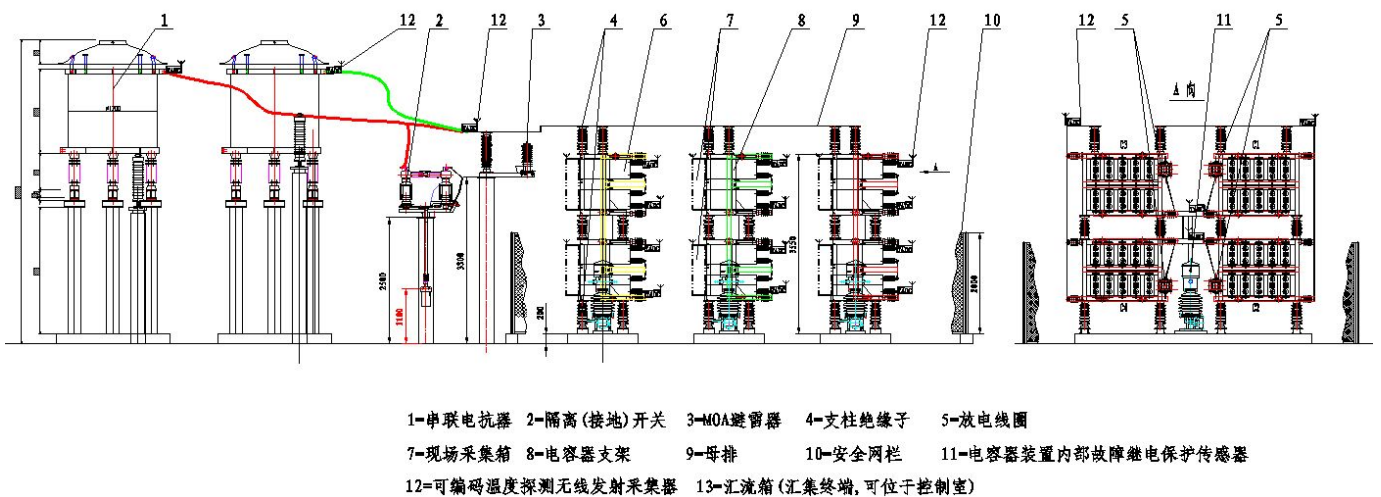 1 12 2 12 3 4 6 7 8 9 12 10 12 5 11 5
A向
A
C3 C1
2500
1100
3500
200
3550
2000
1=串联电抗器 2=隔离(接地)开关 3=MOA避雷器 4=支柱绝缘子 5=放电线圈
7=现场采集箱 8=电容器支架 9=母排 10=安全网栏 11=电容器装置内部故障继电保护传感器
12=可编码温度探测无线发射采集器 13=汇流箱(汇集终端,可位于控制室)